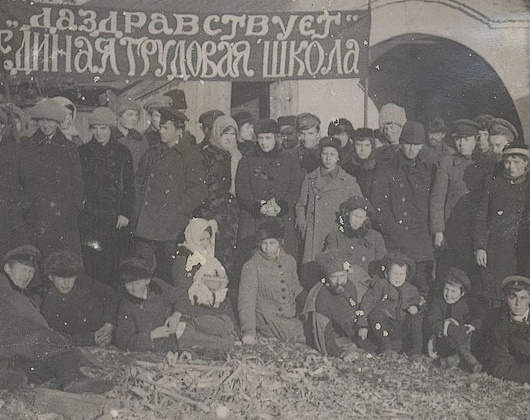 „ДАЗДРАВСТВУЕТ“
ЕДИНАЯ ТРУДОВАЯ ШКОЛА